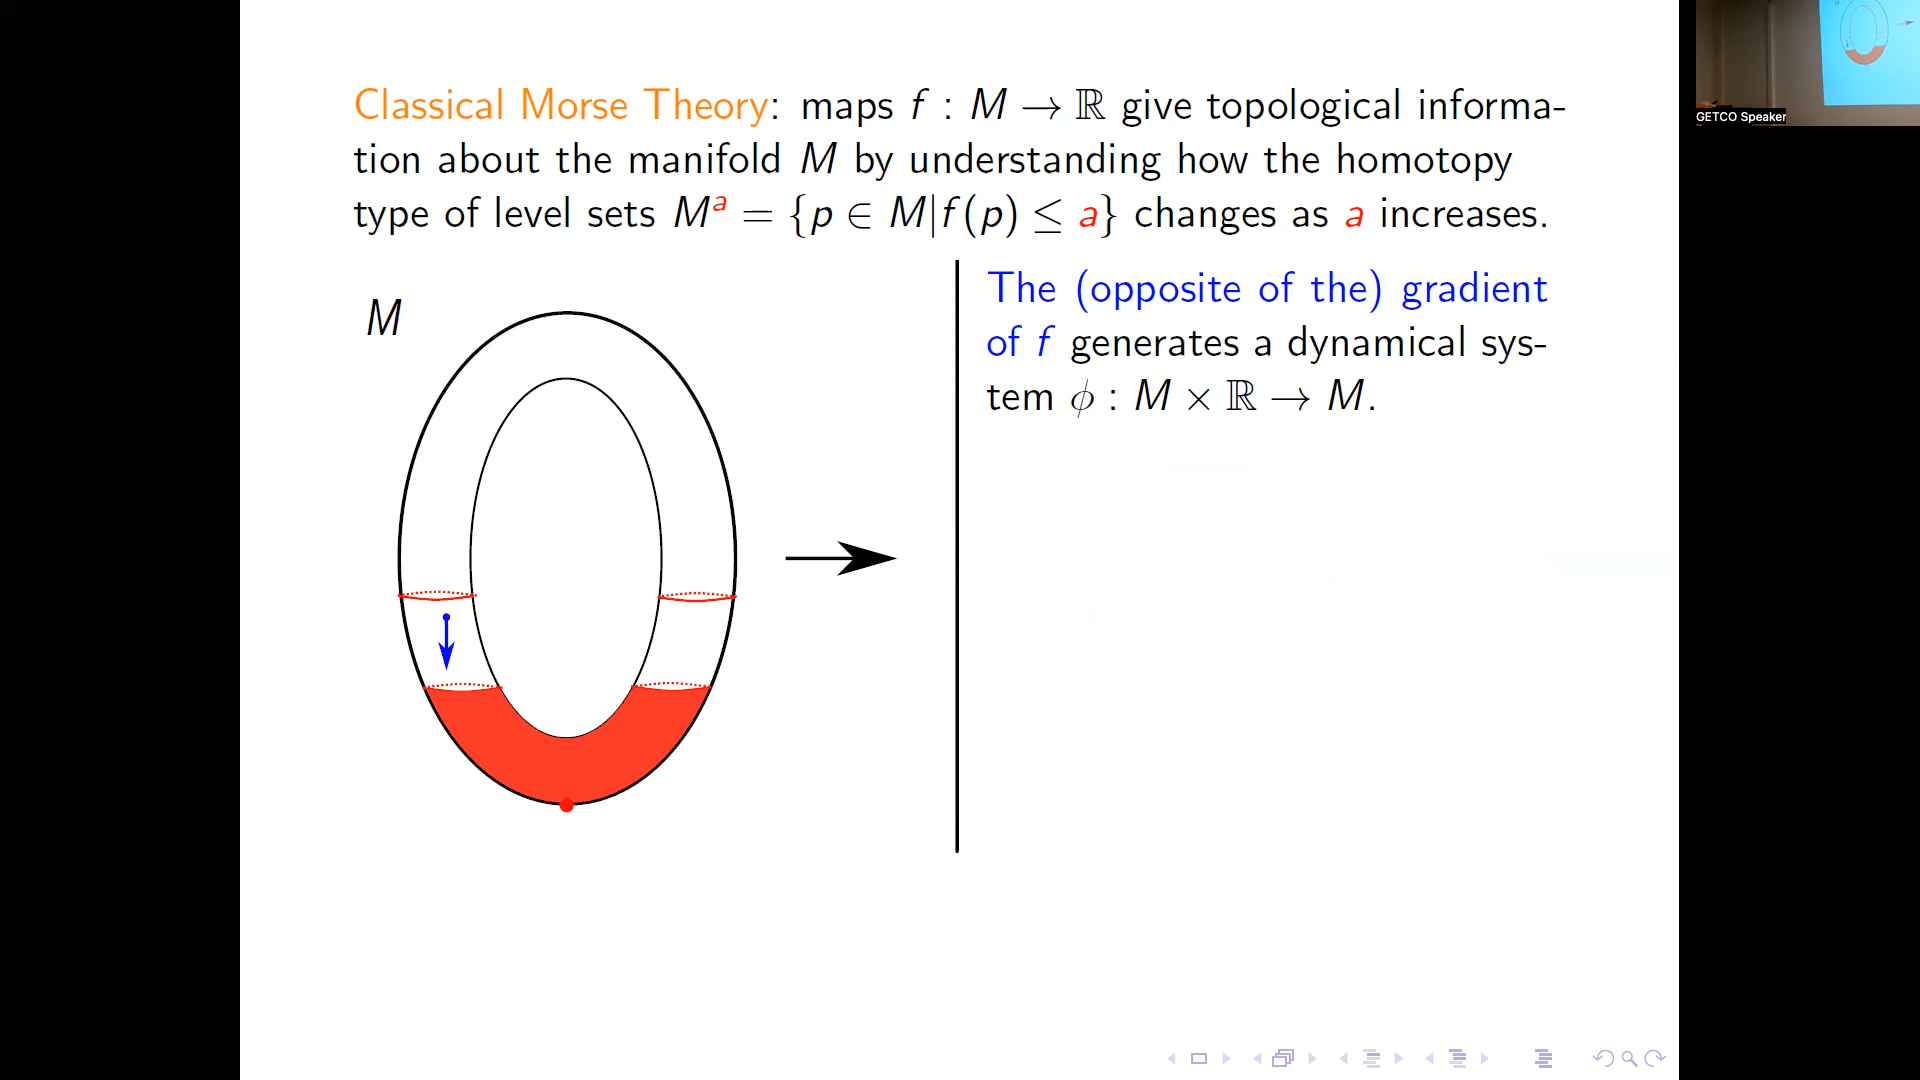 Classical Morse Theory: maps f : M → ℝ give topological informa-
tion about the manifold M by understanding how the homotopy
type of level sets Mᵃ = {p ∈ M|f(p) ≤ a} changes as a increases.
M
The (opposite of the) gradient
of f generates a dynamical sys-
tem ϕ : M × ℝ → M.
GETCO Speaker